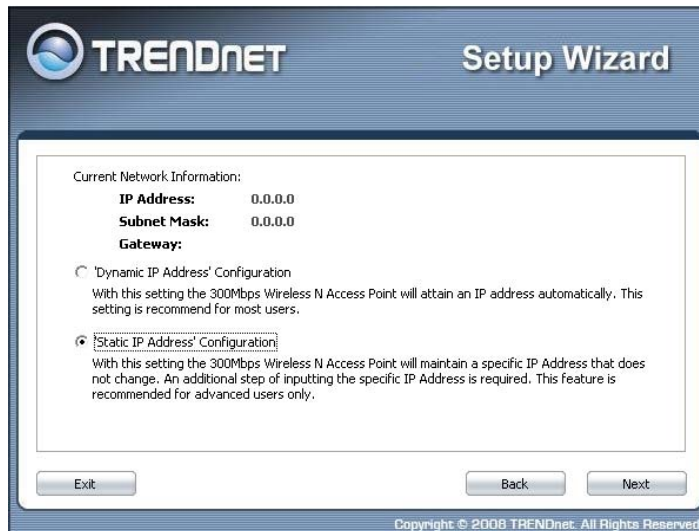 TRENDNET
Setup Wizard
Current Network Information:
IP Address: 0.0.0.0
Subnet Mask: 0.0.0.0
Gateway:
'Dynamic IP Address' Configuration
With this setting the 300Mbps Wireless N Access Point will attain an IP address automatically. This
setting is recommend for most users.
'Static IP Address' Configuration
With this setting the 300Mbps Wireless N Access Point will maintain a specific IP Address that does
not change. An additional step of inputting the specific IP Address is required. This feature is
recommended for advanced users only.
Exit
Back
Next
Copyright © 2008 TRENDnet. All Rights Reserved